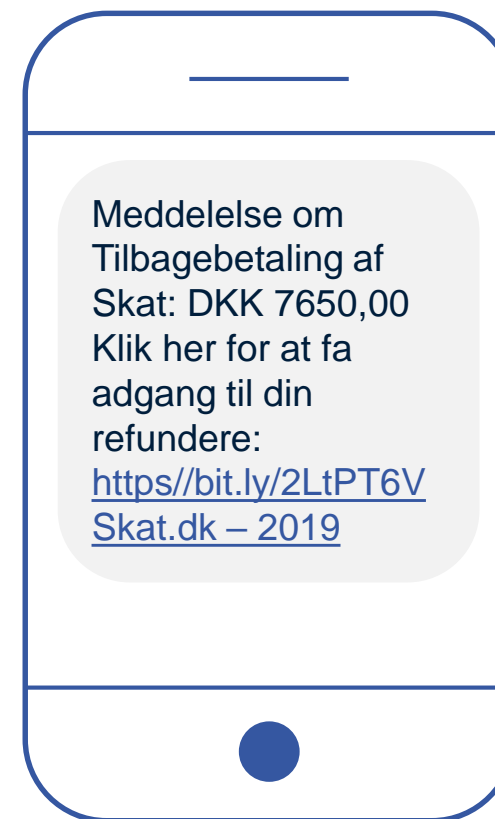 Meddelelse om
Tilbagebetaling af
Skat: DKK 7650,00
Klik her for at fa
adgang til din
refundere:
https//bit.ly/2LtPT6V
Skat.dk – 2019